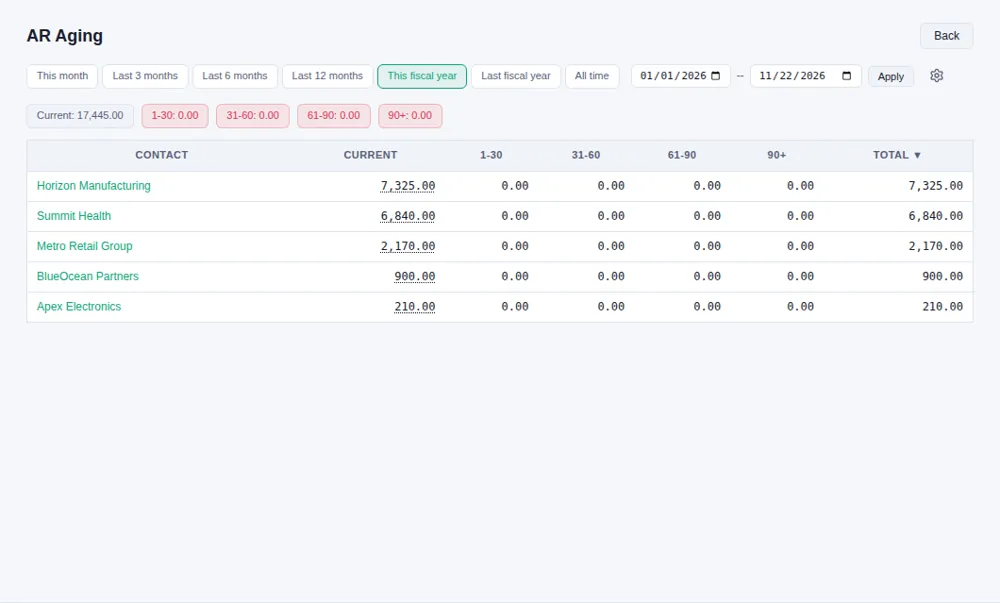 AR Aging
Back
This month Last 3 months Last 6 months Last 12 months This fiscal year Last fiscal year All time 01/01/2026 -- 11/22/2026 Apply
Current: 17,445.00 1-30: 0.00 31-60: 0.00 61-90: 0.00 90+: 0.00
CONTACT CURRENT 1-30 31-60 61-90 90+ TOTAL ▼
Horizon Manufacturing 7,325.00 0.00 0.00 0.00 0.00 7,325.00
Summit Health 6,840.00 0.00 0.00 0.00 0.00 6,840.00
Metro Retail Group 2,170.00 0.00 0.00 0.00 0.00 2,170.00
BlueOcean Partners 900.00 0.00 0.00 0.00 0.00 900.00
Apex Electronics 210.00 0.00 0.00 0.00 0.00 210.00